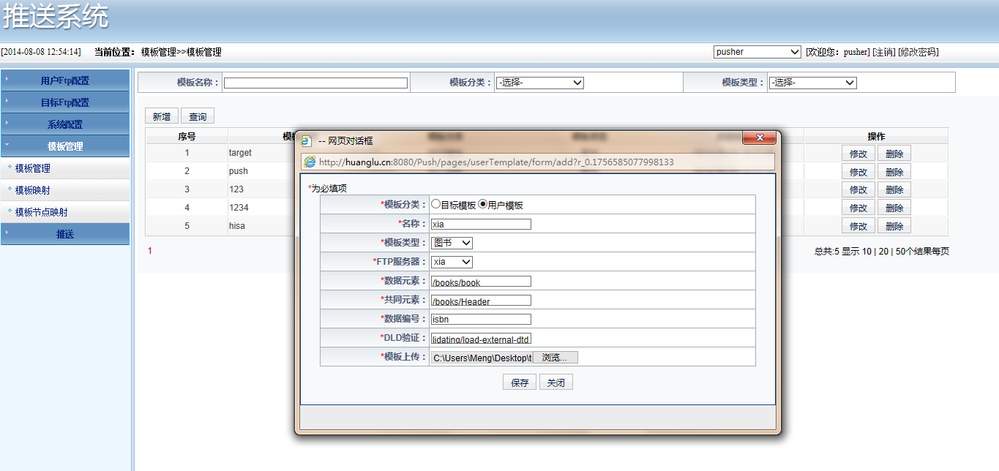 推送系统
[2014-08-08 12:54:14] 当前位置： 模板管理>>模板管理 pusher [欢迎您：pusher] [注销] [修改密码]
用户Ftp配置
目标Ftp配置
系统配置
模板管理
模板管理
模板映射
模板节点映射
推送
模板名称： 模板分类： -选择- 模板类型： -选择-
新增 查询
序号 操作
1 target 修改 删除
2 push 修改 删除
3 123 修改 删除
4 1234 修改 删除
5 hisa 修改 删除
1 总共:5 显示 10 | 20 | 50个结果每页
-- 网页对话框
http://huanglu.cn:8080/Push/pages/userTemplate/form/add?r_0.1756585077998133
*为必填项
*模板分类： 目标模板 用户模板
*名称： xia
*模板类型： 图书
*FTP服务器： xia
*数据元素： /books/book
*共同元素： /books/Header
*数据编号： isbn
*DLD验证： lidating/load-external-dtd
*模板上传： C:\Users\Meng\Desktop\t 浏览...
保存 关闭